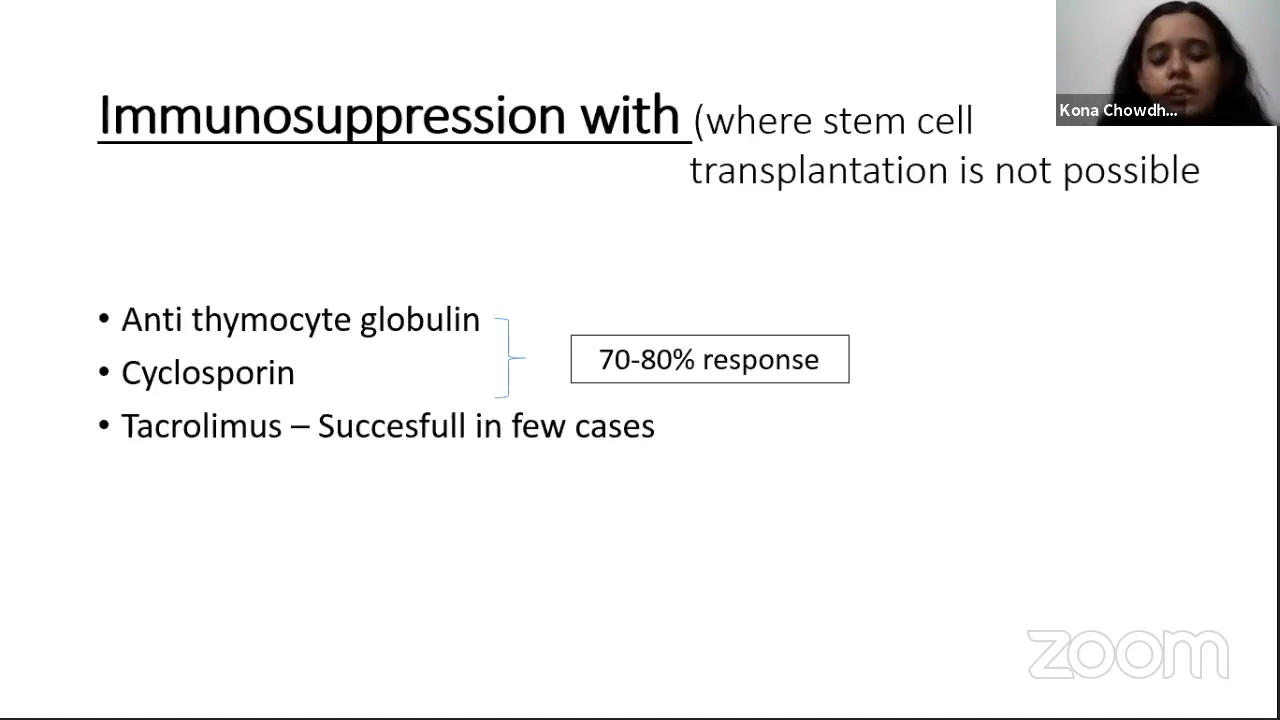 Immunosuppression with (where stem cell
transplantation is not possible
Kona Chowdh...
• Anti thymocyte globulin
• Cyclosporin
70-80% response
• Tacrolimus – Succesfull in few cases
zoom